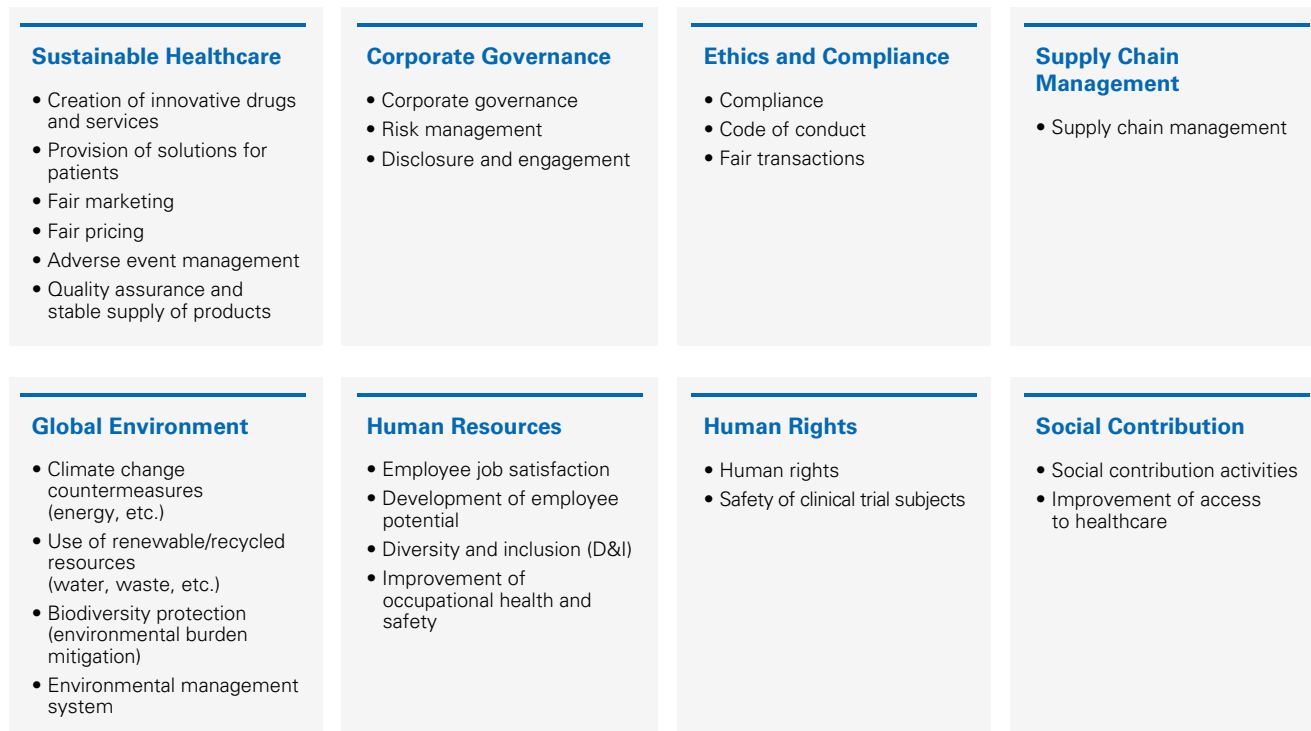 Sustainable Healthcare
• Creation of innovative drugs
and services
• Provision of solutions for
patients
• Fair marketing
• Fair pricing
• Adverse event management
• Quality assurance and
stable supply of products
Corporate Governance
• Corporate governance
• Risk management
• Disclosure and engagement
Ethics and Compliance
• Compliance
• Code of conduct
• Fair transactions
Supply Chain
Management
• Supply chain management
Global Environment
• Climate change
countermeasures
(energy, etc.)
• Use of renewable/recycled
resources
(water, waste, etc.)
• Biodiversity protection
(environmental burden
mitigation)
• Environmental management
system
Human Resources
• Employee job satisfaction
• Development of employee
potential
• Diversity and inclusion (D&I)
• Improvement of
occupational health and
safety
Human Rights
• Human rights
• Safety of clinical trial subjects
Social Contribution
• Social contribution activities
• Improvement of access
to healthcare